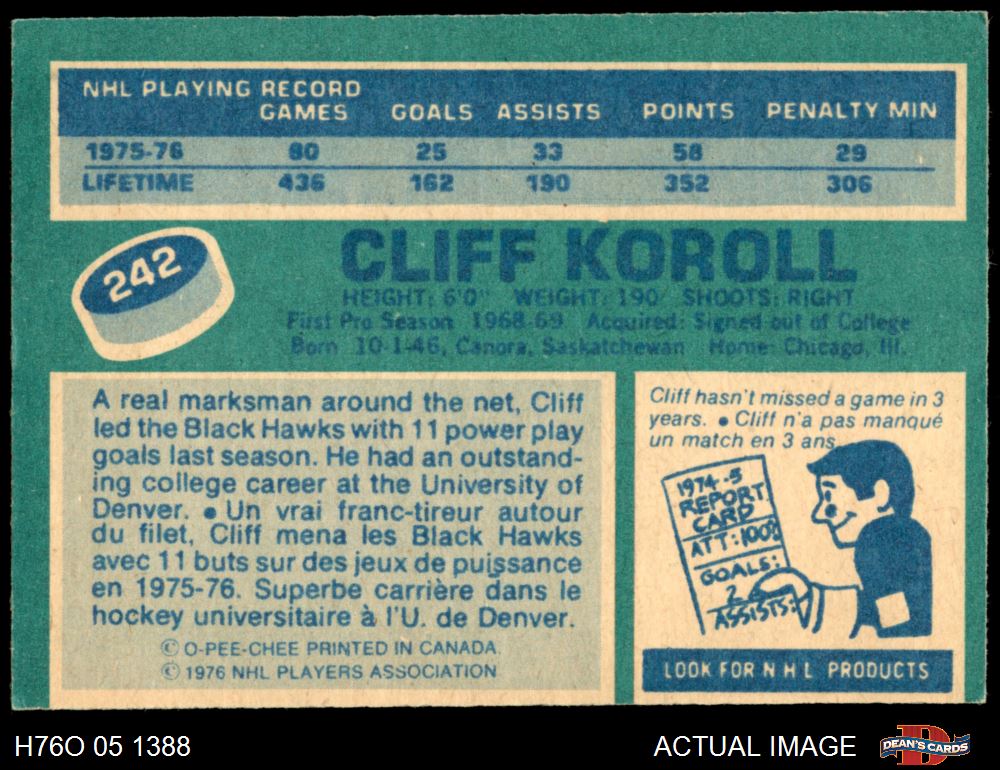 NHL PLAYING RECORD
GAMES GOALS ASSISTS POINTS PENALTY MIN
1975-76 80 25 33 58 29
LIFETIME 436 162 190 352 306
242
CLIFF KOROLL
HEIGHT: 6'0" WEIGHT: 190 SHOOTS: RIGHT
First Pro Season 1968-69 Acquired: Signed out of College
Born 10-1-46, Canora, Saskatchewan Home: Chicago, Ill.
A real marksman around the net, Cliff
led the Black Hawks with 11 power play
goals last season. He had an outstand-
ing college career at the University of
Denver. ● Un vrai franc-tireur autour
du filet, Cliff mena les Black Hawks
avec 11 buts sur des jeux de puissance
en 1975-76. Superbe carrière dans le
hockey universitaire à l'U. de Denver.
© O-PEE-CHEE PRINTED IN CANADA.
© 1976 NHL PLAYERS ASSOCIATION
Cliff hasn't missed a game in 3
years. ● Cliff n'a pas manqué
un match en 3 ans.
1974-5
REPORT
CARD
ATT: 100%
GOALS:
2
ASSISTS:
LOOK FOR N H L PRODUCTS
H76O 05 1388
ACTUAL IMAGE
D
DEAN'S CARDS